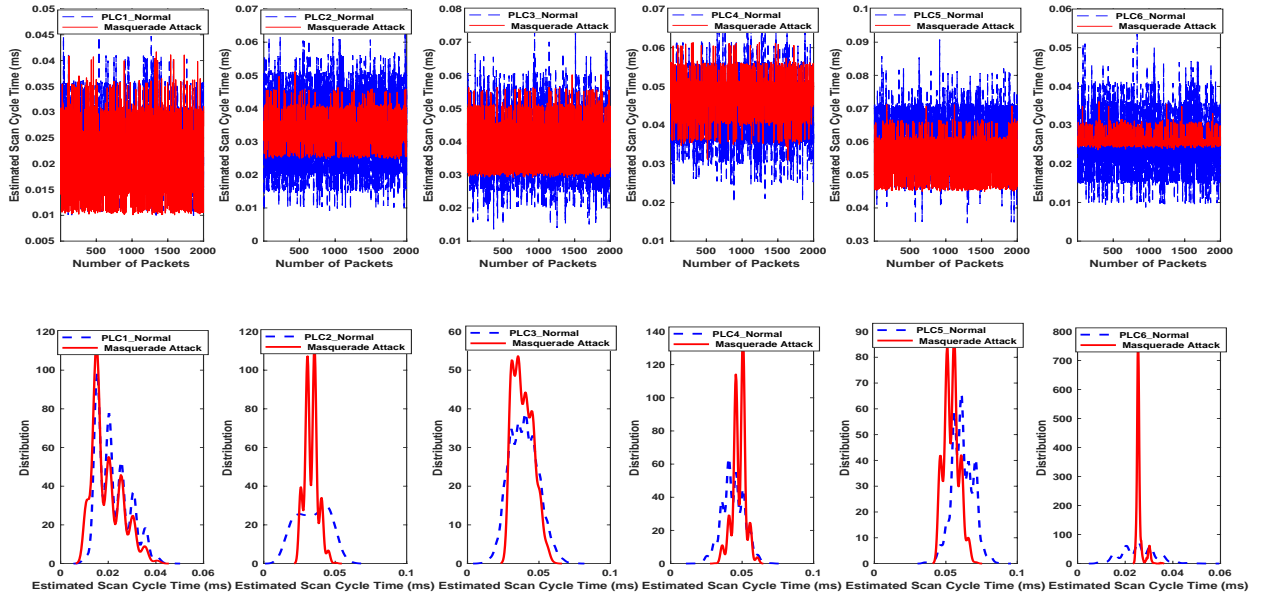 PLC1_Normal
Masquerade Attack
0.05
0.045
0.04
0.035
0.03
0.025
0.02
0.015
0.01
0.005
500 1000 1500 2000
Estimated Scan Cycle Time (ms)
Number of Packets
PLC2_Normal
Masquerade Attack
0.07
0.06
0.05
0.04
0.03
0.02
0.01
0
500 1000 1500 2000
Estimated Scan Cycle Time (ms)
Number of Packets
PLC3_Normal
Masquerade Attack
0.08
0.07
0.06
0.05
0.04
0.03
0.02
0.01
500 1000 1500 2000
Estimated Scan Cycle Time (ms)
Number of Packets
PLC4_Normal
Masquerade Attack
0.07
0.06
0.05
0.04
0.03
0.02
0.01
500 1000 1500 2000
Estimated Scan Cycle Time (ms)
Number of Packets
PLC5_Normal
Masquerade Attack
0.1
0.09
0.08
0.07
0.06
0.05
0.04
0.03
500 1000 1500 2000
Estimated Scan Cycle Time (ms)
Number of Packets
PLC6_Normal
Masquerade Attack
0.06
0.05
0.04
0.03
0.02
0.01
0
500 1000 1500 2000
Estimated Scan Cycle Time (ms)
Number of Packets
PLC1_Normal
Masquerade Attack
120
100
80
60
40
20
0
0 0.02 0.04 0.06
Distribution
Estimated Scan Cycle Time (ms)
PLC2_Normal
Masquerade Attack
120
100
80
60
40
20
0
0 0.05 0.1
Distribution
Estimated Scan Cycle Time (ms)
PLC3_Normal
Masquerade Attack
60
50
40
30
20
10
0
0 0.05 0.1
Distribution
Estimated Scan Cycle Time (ms)
PLC4_Normal
Masquerade Attack
140
120
100
80
60
40
20
0
0 0.05 0.1
Distribution
Estimated Scan Cycle Time (ms)
PLC5_Normal
Masquerade Attack
90
80
70
60
50
40
30
20
10
0
0 0.05 0.1
Distribution
Estimated Scan Cycle Time (ms)
PLC6_Normal
Masquerade Attack
800
700
600
500
400
300
200
100
0
0 0.02 0.04 0.06
Distribution
Estimated Scan Cycle Time (ms)